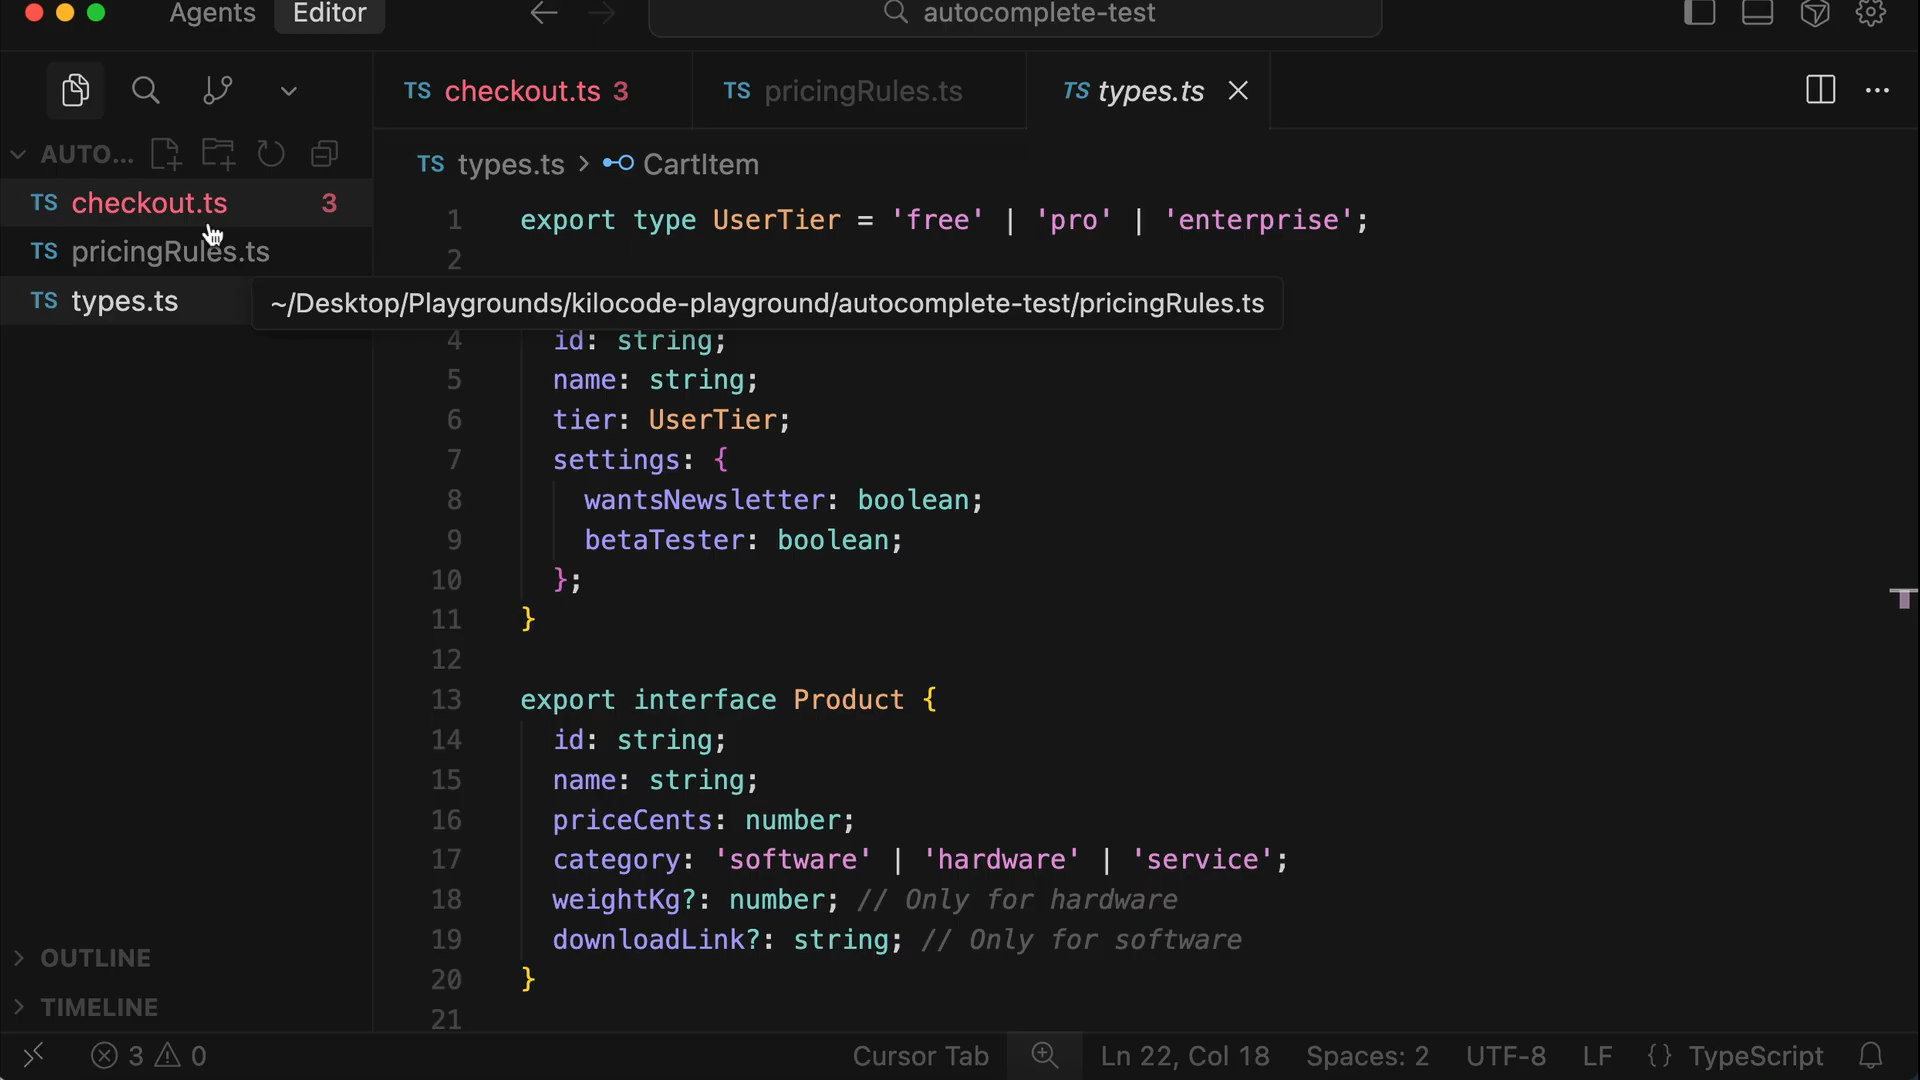 Agents Editor autocomplete-test
TS checkout.ts 3 TS pricingRules.ts TS types.ts
AUTO...
TS types.ts > CartItem
TS checkout.ts 3
TS pricingRules.ts
TS types.ts
~/Desktop/Playgrounds/kilocode-playground/autocomplete-test/pricingRules.ts
1 export type UserTier = 'free' | 'pro' | 'enterprise';
2
4 id: string;
5 name: string;
6 tier: UserTier;
7 settings: {
8 wantsNewsletter: boolean;
9 betaTester: boolean;
10 };
11 }
12
13 export interface Product {
14 id: string;
15 name: string;
16 priceCents: number;
17 category: 'software' | 'hardware' | 'service';
18 weightKg?: number; // Only for hardware
19 downloadLink?: string; // Only for software
20 }
21
OUTLINE
TIMELINE
3 0 Cursor Tab Ln 22, Col 18 Spaces: 2 UTF-8 LF {} TypeScript